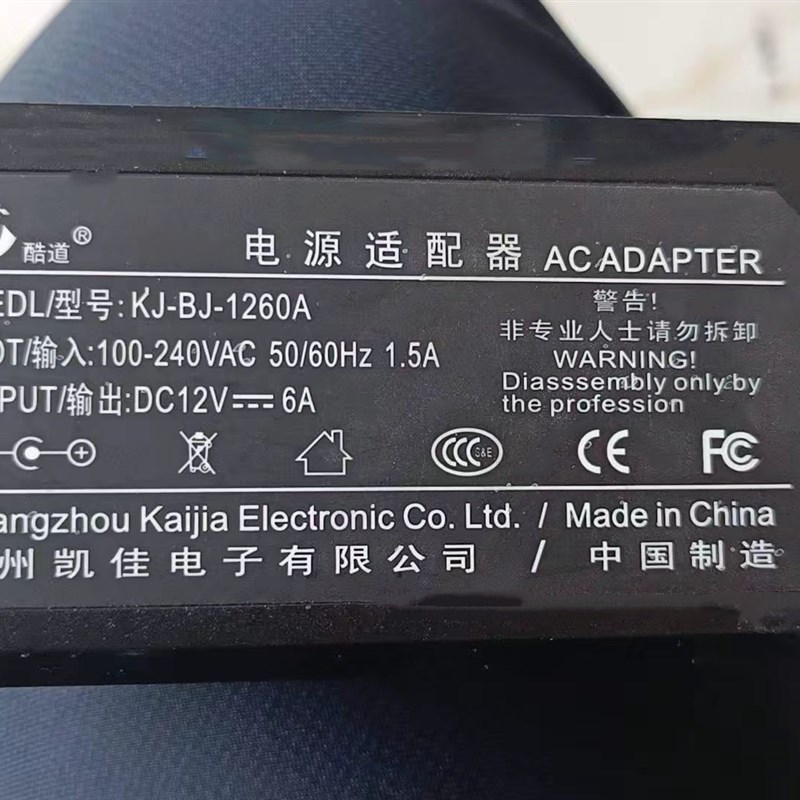 酷道® 电源适配器 AC ADAPTER
EDL/型号: KJ-BJ-1260A
OT/输入:100-240VAC 50/60Hz 1.5A
PUT/输出:DC12V⎓6A
警告!
非专业人士请勿拆卸
WARNING!
Diasssembly only by
the profession
S&E CE FC
angzhou Kaijia Electronic Co. Ltd. / Made in China
州凯佳电子有限公司 / 中国制造